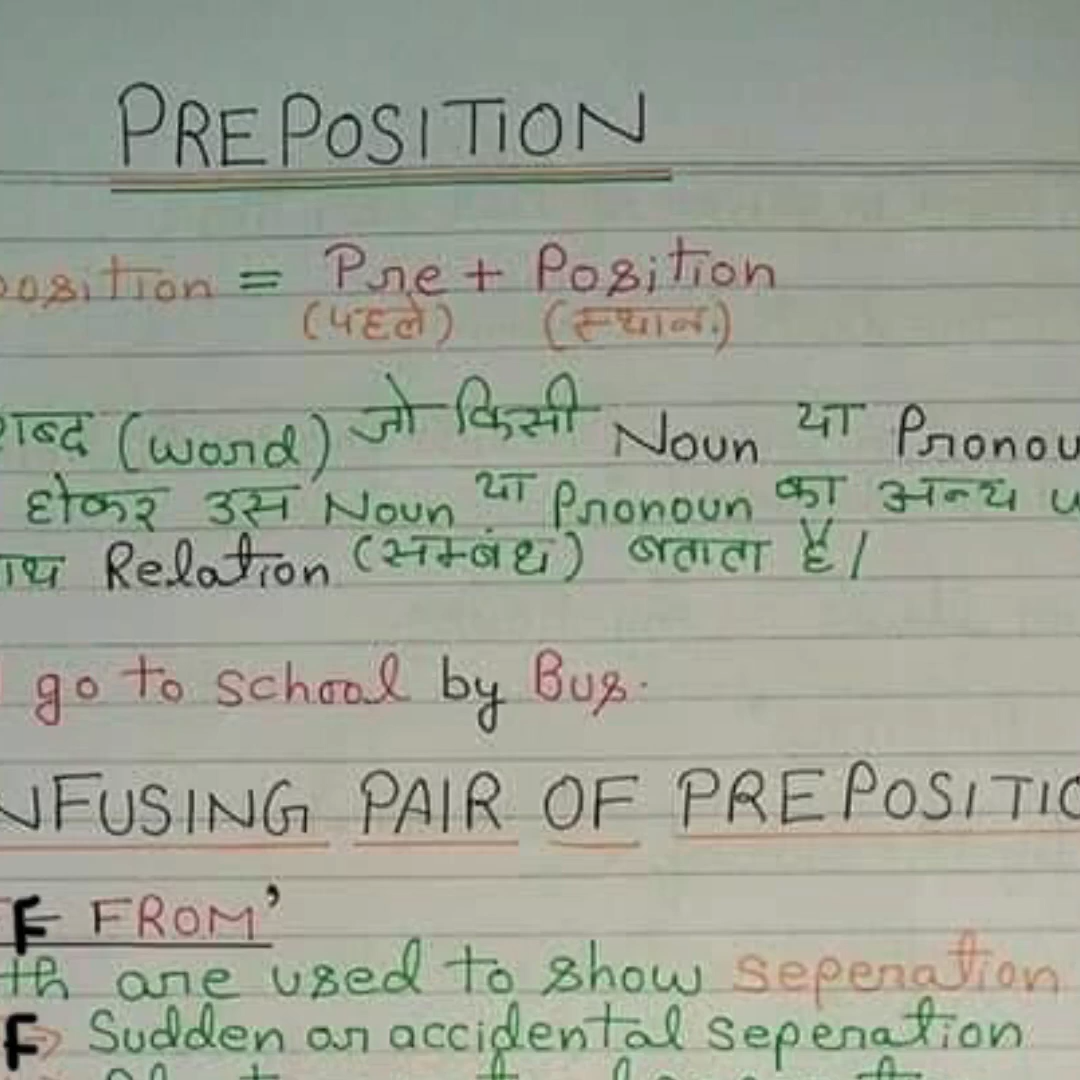 PREPOSITION
position = Pre + Position
(पहले) (स्थान)
शब्द (word) जो किसी Noun या Pronou
होकर उस Noun या Pronoun का अन्य
ाथ Relation (सम्बंध) बताता है।
go to school by Bus.
NFUSING PAIR OF PREPOSITIO
F FROM'
th are used to show seperation
F ⇒ Sudden or accidental seperation